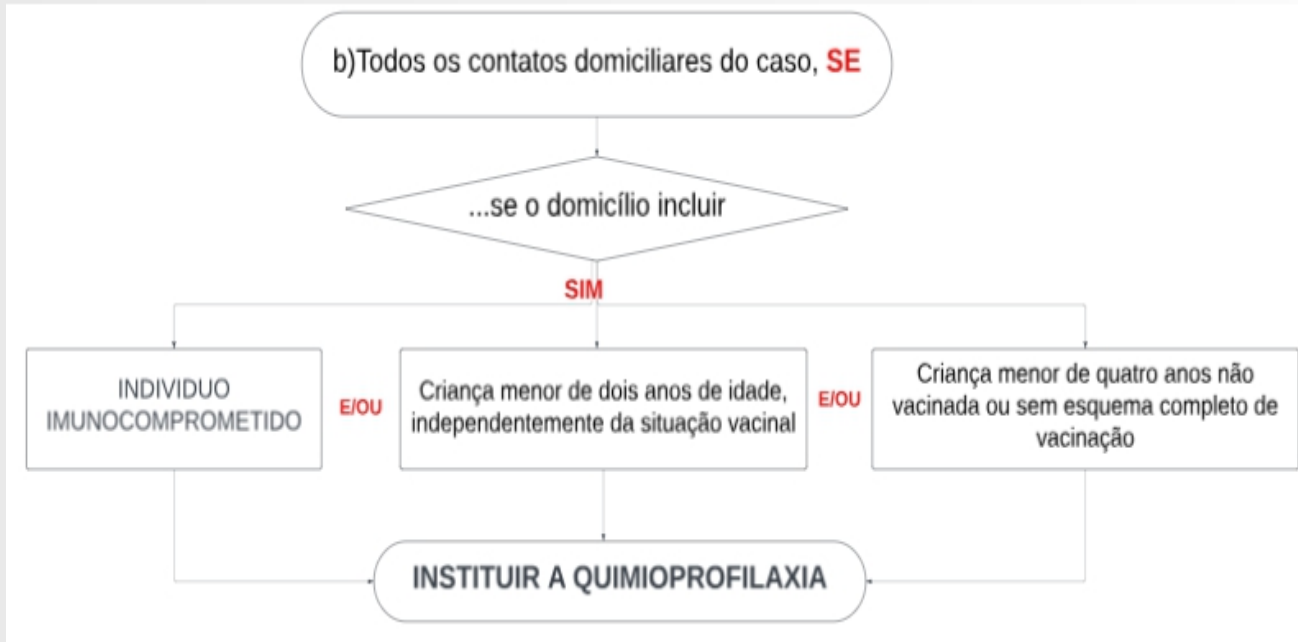 b)Todos os contatos domiciliares do caso, SE
...se o domicílio incluir
SIM
INDIVIDUO
IMUNOCOMPROMETIDO
E/OU
Criança menor de dois anos de idade,
independentemente da situação vacinal
E/OU
Criança menor de quatro anos não
vacinada ou sem esquema completo de
vacinação
INSTITUIR A QUIMIOPROFILAXIA